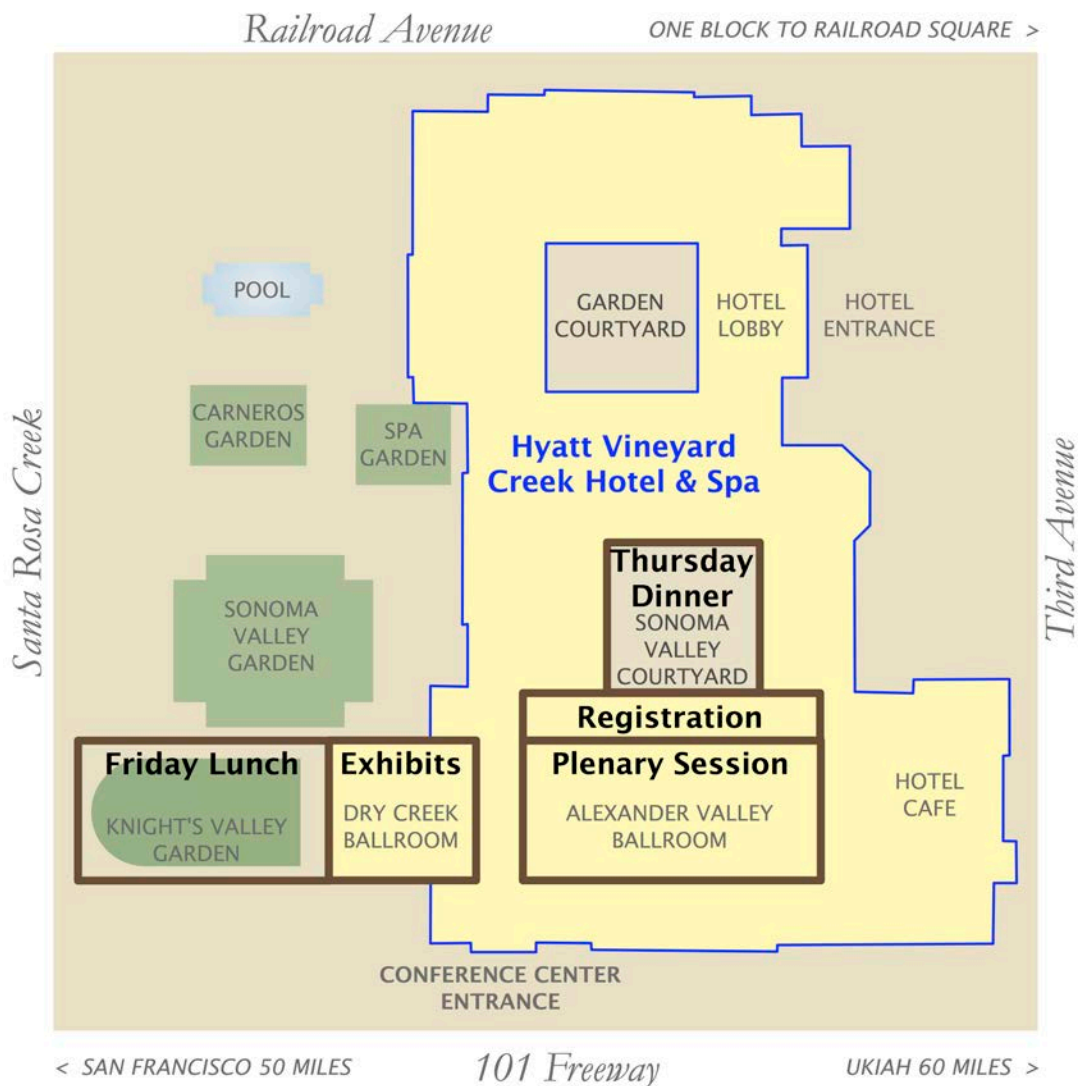 Railroad Avenue
ONE BLOCK TO RAILROAD SQUARE >
POOL
GARDEN
COURTYARD
HOTEL
LOBBY
HOTEL
ENTRANCE
CARNEROS
GARDEN
SPA
GARDEN
Hyatt Vineyard
Creek Hotel & Spa
Santa Rosa Creek
Third Avenue
Thursday
Dinner
SONOMA
VALLEY
COURTYARD
SONOMA
VALLEY
GARDEN
Registration
Friday Lunch
KNIGHT'S VALLEY
GARDEN
Exhibits
DRY CREEK
BALLROOM
Plenary Session
ALEXANDER VALLEY
BALLROOM
HOTEL
CAFE
CONFERENCE CENTER
ENTRANCE
< SAN FRANCISCO 50 MILES
101 Freeway
UKIAH 60 MILES >